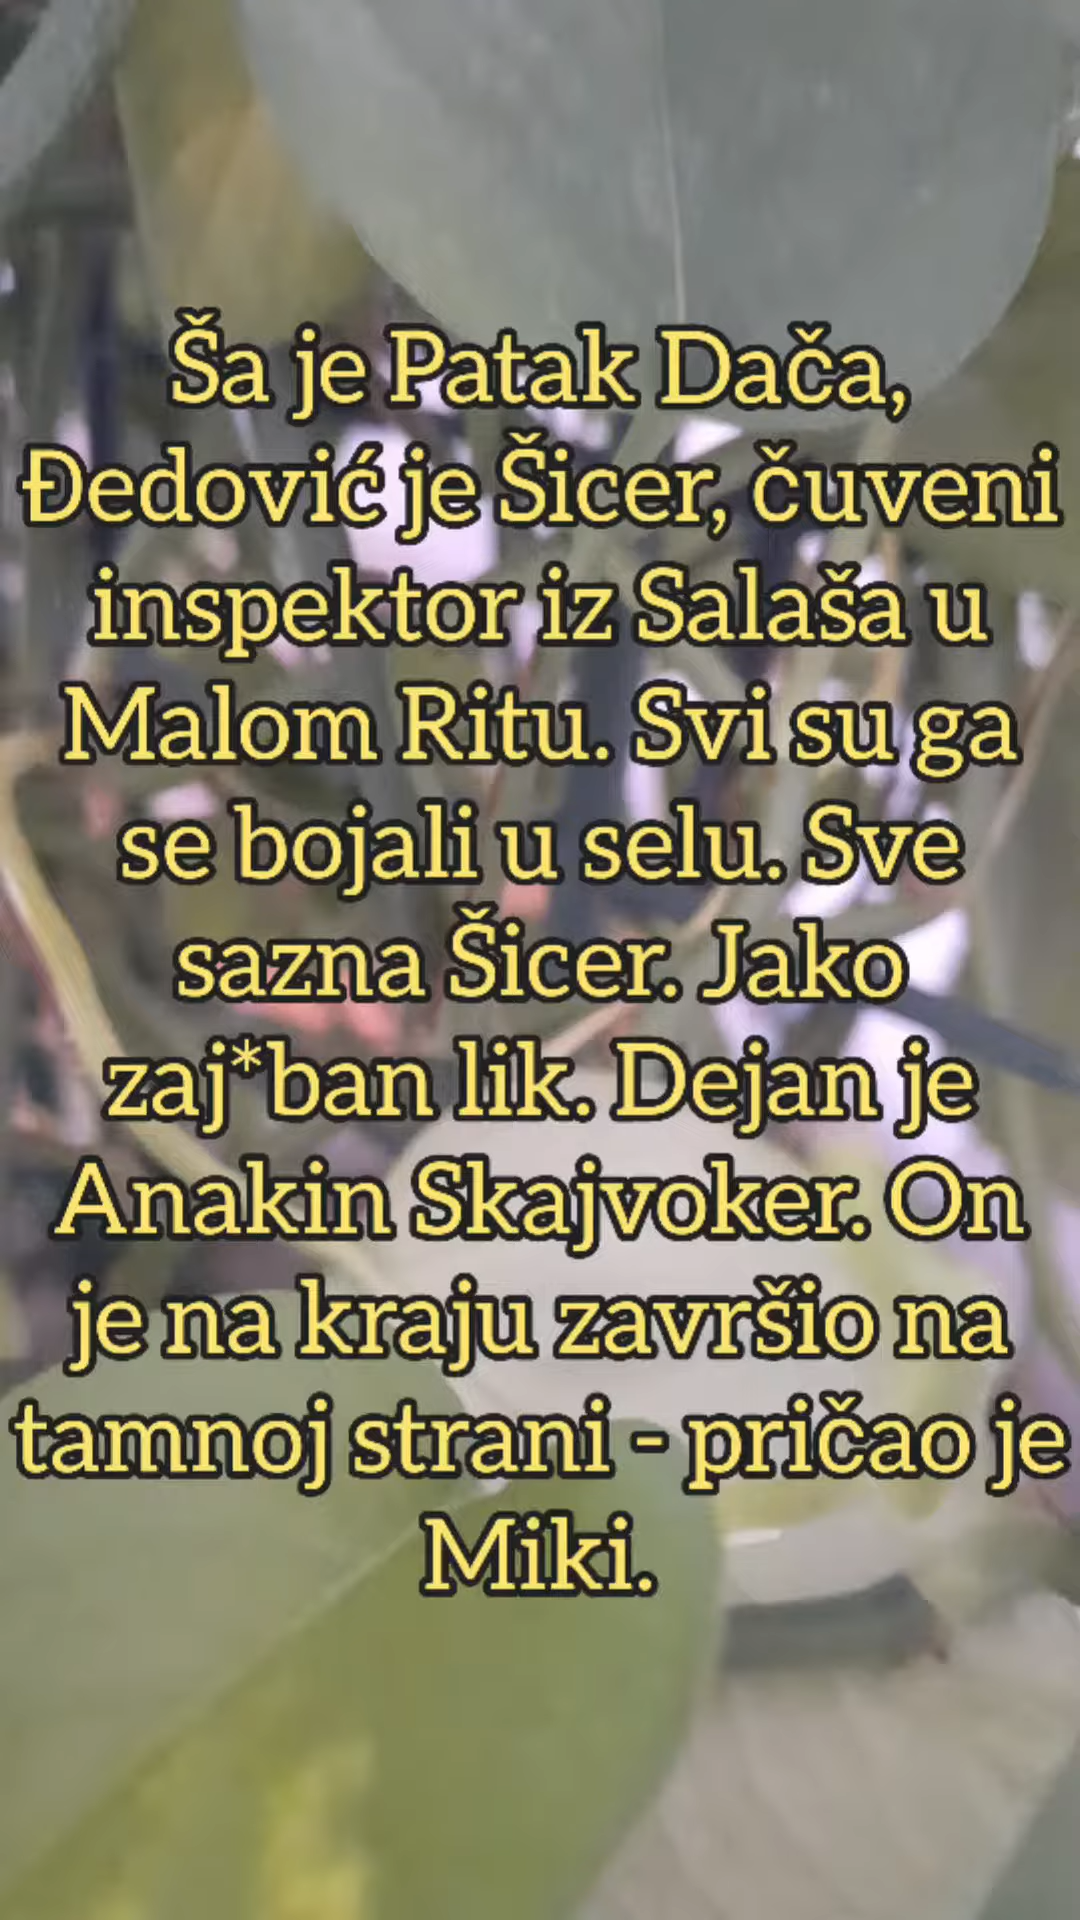 Ša je Patak Dača,
Đedović je Šicer, čuveni
inspektor iz Salaša u
Malom Ritu. Svi su ga
se bojali u selu. Sve
sazna Šicer. Jako
zaj*ban lik. Dejan je
Anakin Skajvoker. On
je na kraju završio na
tamnoj strani - pričao je
Miki.